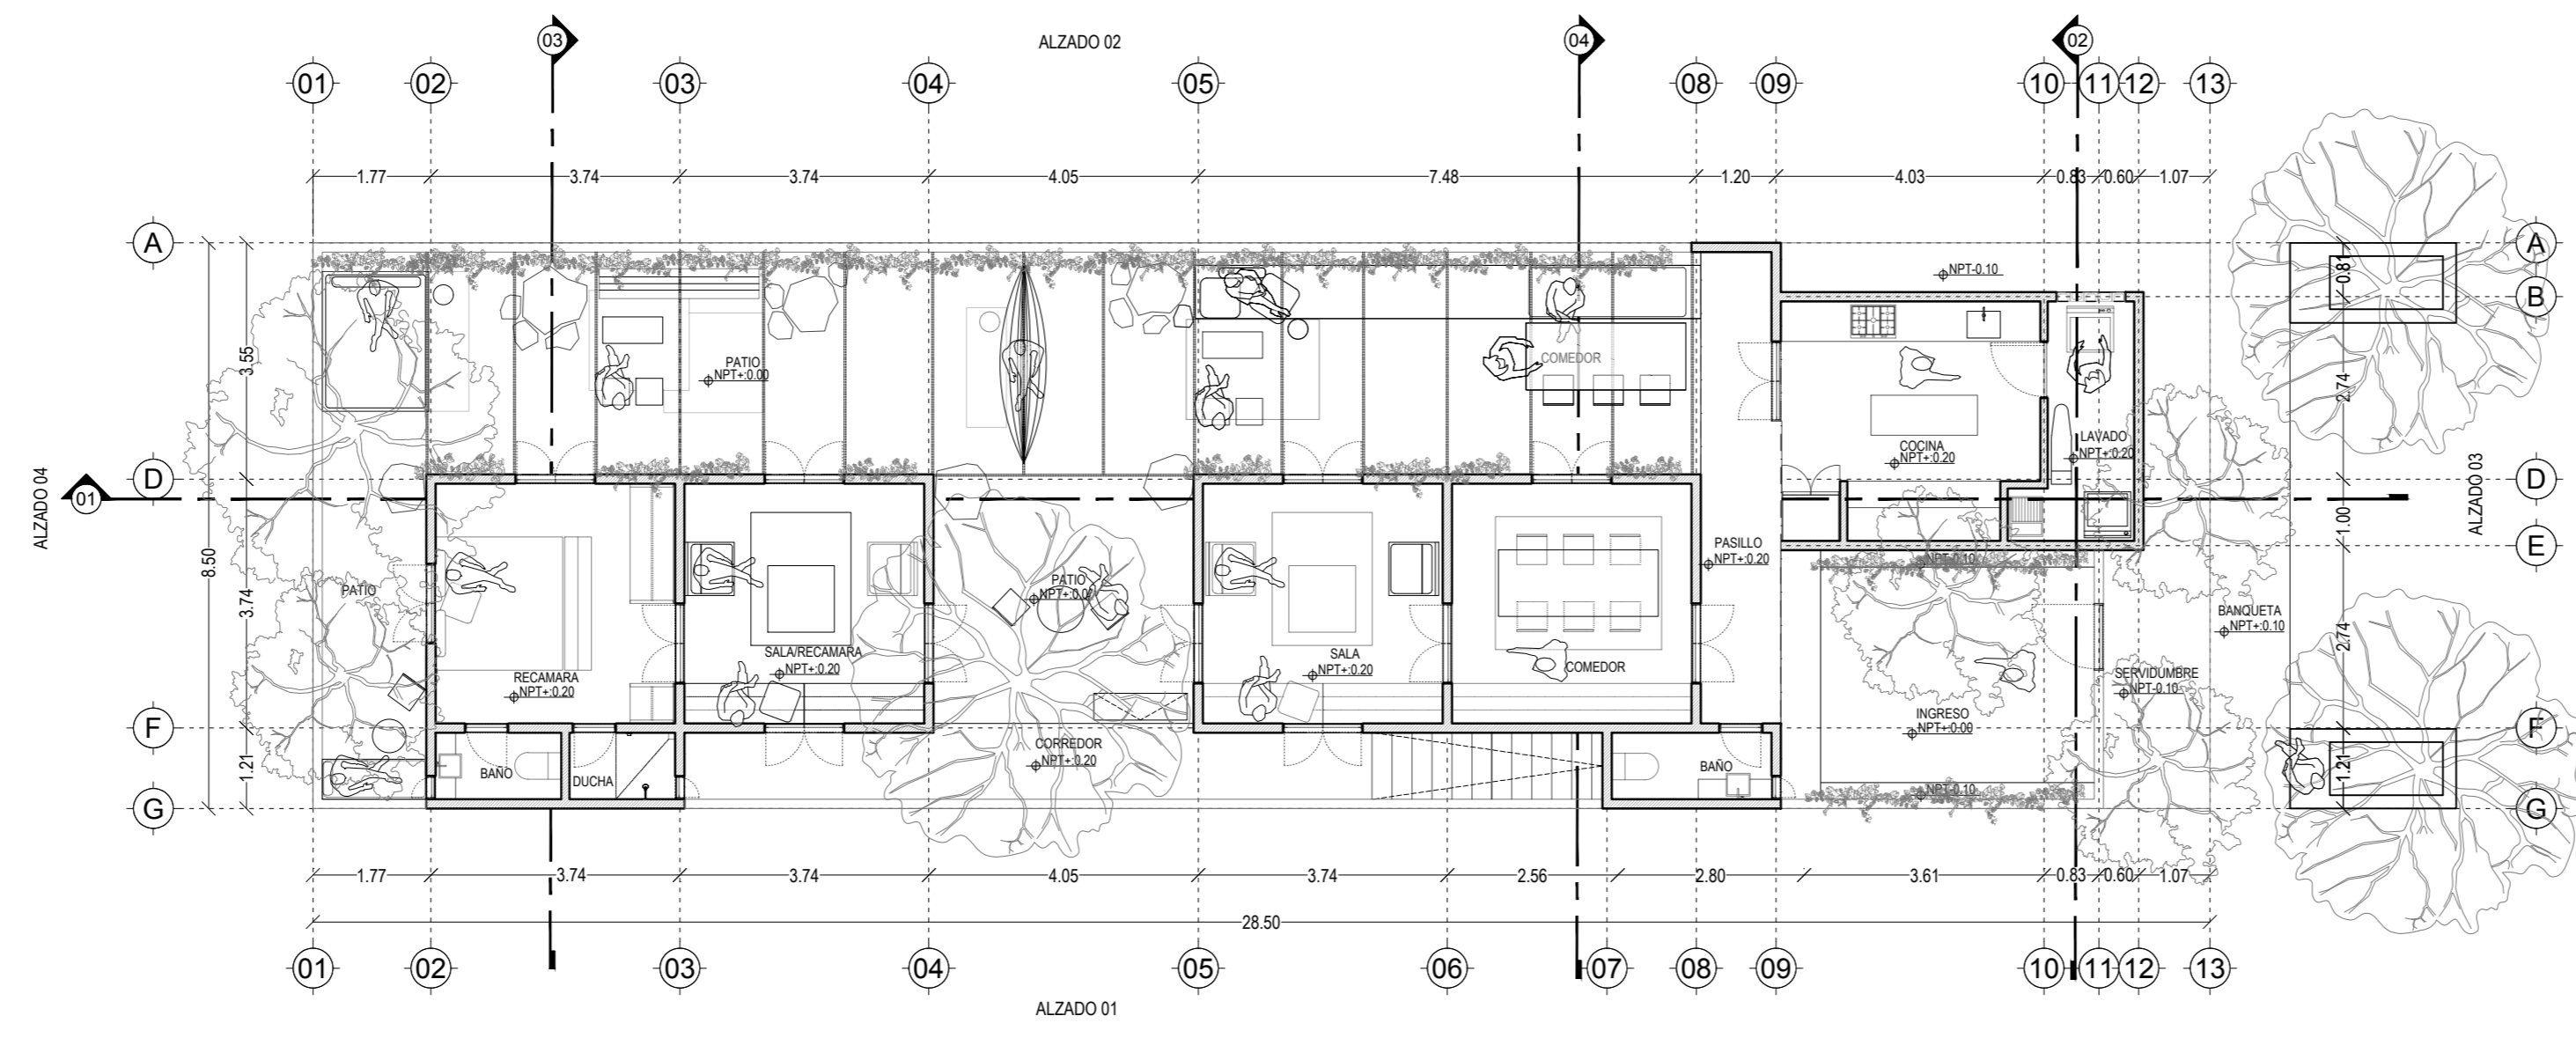 03
ALZADO 02
04
02
01 02 03 04 05 08 09 10 11 12 13
1.77 3.74 3.74 4.05 7.48 1.20 4.03 0.83 0.60 1.07
A
A
B
NPT-0.10
0.81
3.55
PATIO
NPT+:0.00
COMEDOR
2.74
COCINA
NPT+:0.20
LAVADO
NPT+:0.20
ALZADO 04
01
D
D
ALZADO 03
1.00
8.50
3.74
PATIO
PATIO
NPT+:0.0
PASILLO
NPT+:0.20
E
NPT-0.10
BANQUETA
NPT+:0.10
2.74
RECAMARA
NPT+:0.20
SALA/RECAMARA
NPT+:0.20
SALA
NPT+:0.20
COMEDOR
SERVIDUMBRE
NPT-0.10
INGRESO
NPT+:0.00
F
F
1.21
BAÑO
DUCHA
CORREDOR
NPT+:0.20
BAÑO
NPT-0.10
1.21
G
G
1.77 3.74 3.74 4.05 3.74 2.56 2.80 3.61 0.83 0.60 1.07
28.50
01 02 03 04 05 06 07 08 09 10 11 12 13
ALZADO 01